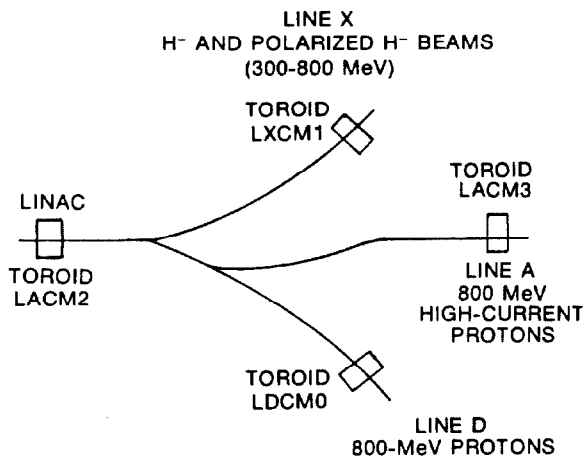 LINE X
H⁻ AND POLARIZED H⁻ BEAMS
(300-800 MeV)
TOROID
LXCM1
TOROID
LACM3
LINAC
TOROID
LACM2
LINE A
800 MeV
HIGH-CURRENT
PROTONS
TOROID
LDCM0
LINE D
800-MeV PROTONS